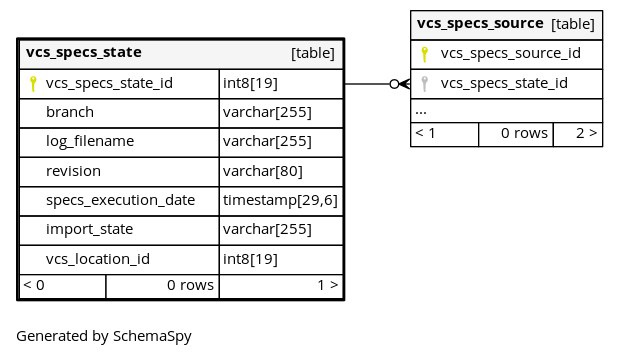 vcs_specs_state [table]
vcs_specs_state_id int8[19]
branch varchar[255]
log_filename varchar[255]
revision varchar[80]
specs_execution_date timestamp[29,6]
import_state varchar[255]
vcs_location_id int8[19]
< 0 0 rows 1 >
vcs_specs_source [table]
vcs_specs_source_id
vcs_specs_state_id
...
< 1 0 rows 2 >
Generated by SchemaSpy